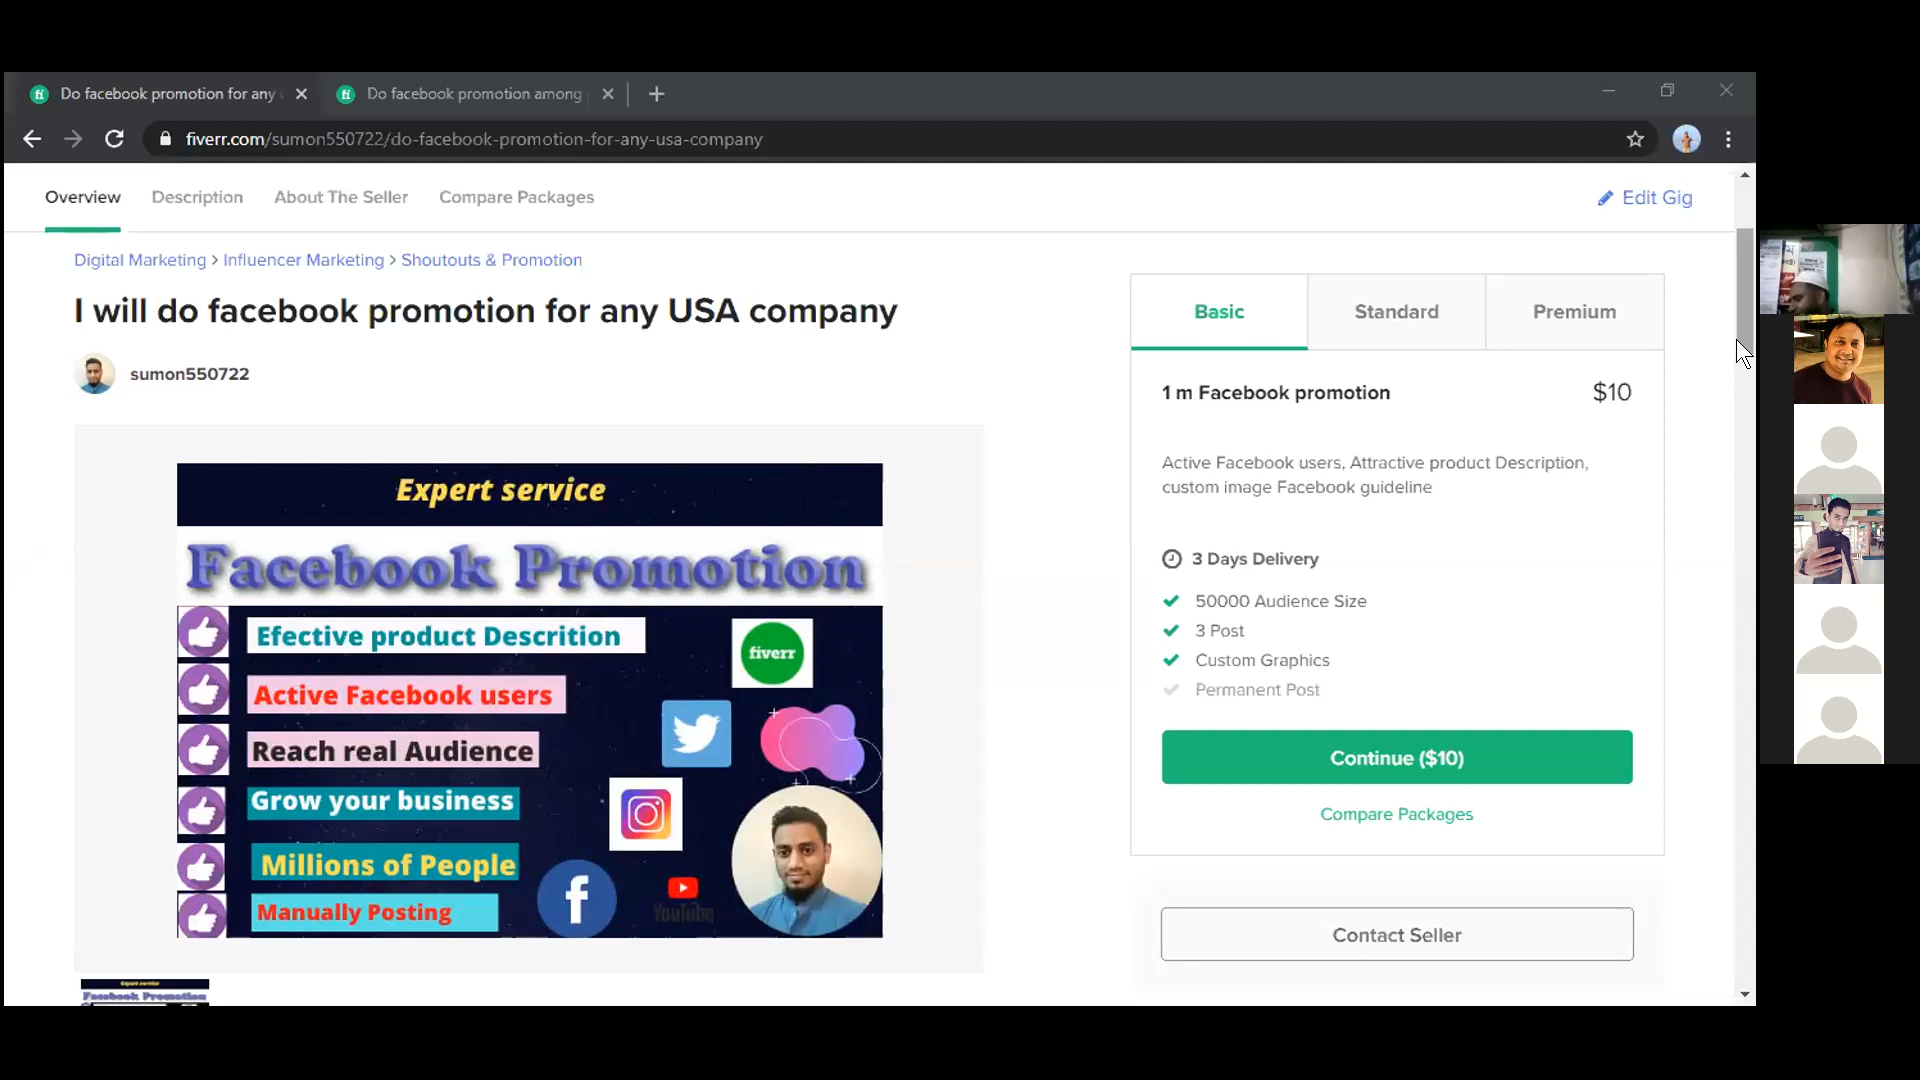 Do facebook promotion for any
Do facebook promotion among
fiverr.com/sumon550722/do-facebook-promotion-for-any-usa-company
Overview Description About The Seller Compare Packages
Edit Gig
Digital Marketing > Influencer Marketing > Shoutouts & Promotion
I will do facebook promotion for any USA company
sumon550722
Expert service
Facebook Promotion
Efective product Descrition
Active Facebook users
Reach real Audience
Grow your business
Millions of People
Manually Posting
fiverr
YouTube
Expert service
Facebook Promotion
Basic Standard Premium
1 m Facebook promotion $10
Active Facebook users, Attractive product Description,
custom image Facebook guideline
3 Days Delivery
50000 Audience Size
3 Post
Custom Graphics
Permanent Post
Continue ($10)
Compare Packages
Contact Seller